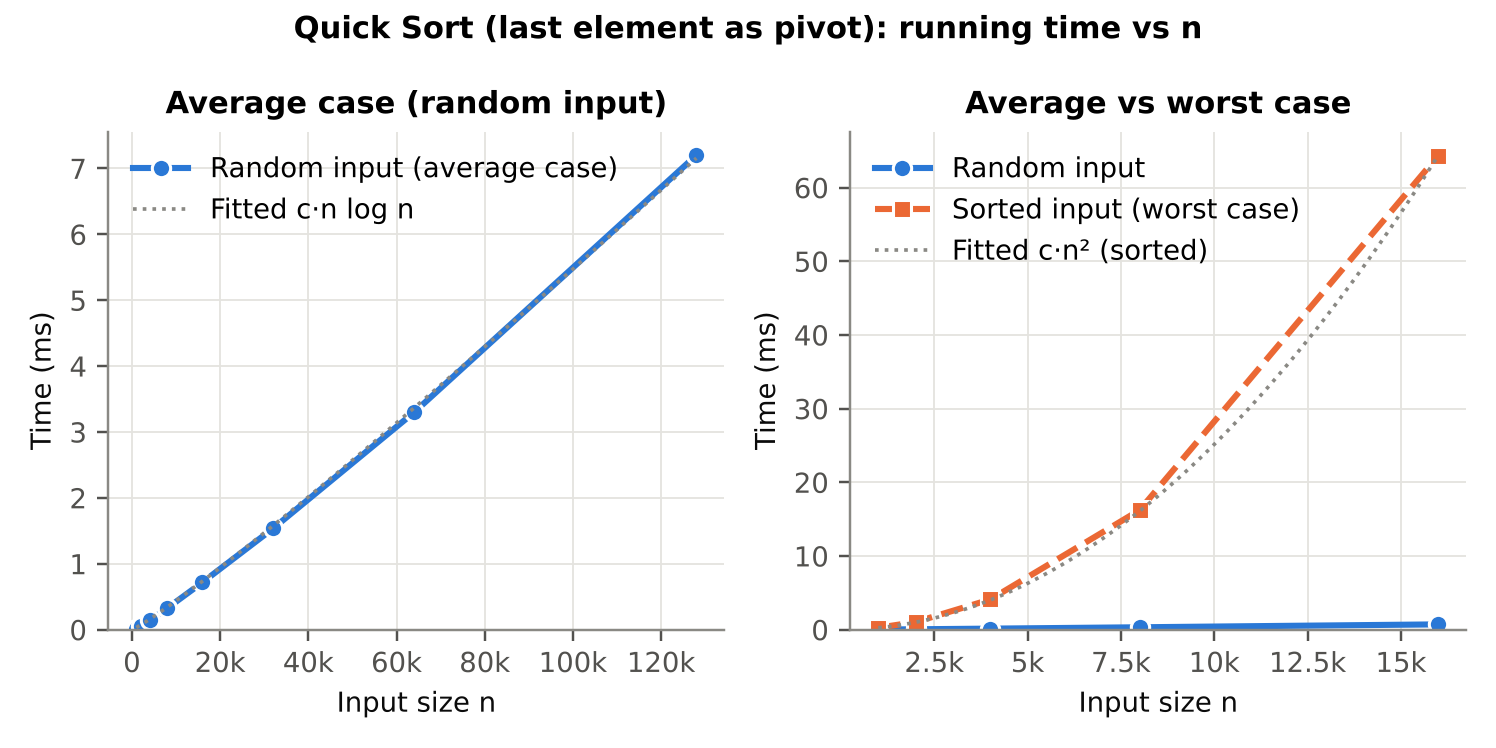 Quick Sort (last element as pivot): running time vs n
Average case (random input)
Random input (average case)
Fitted c·n log n
7
6
5
4
3
2
1
0
Time (ms)
0 20k 40k 60k 80k 100k 120k
Input size n
Average vs worst case
Random input
Sorted input (worst case)
Fitted c·n² (sorted)
60
50
40
30
20
10
0
Time (ms)
2.5k 5k 7.5k 10k 12.5k 15k
Input size n